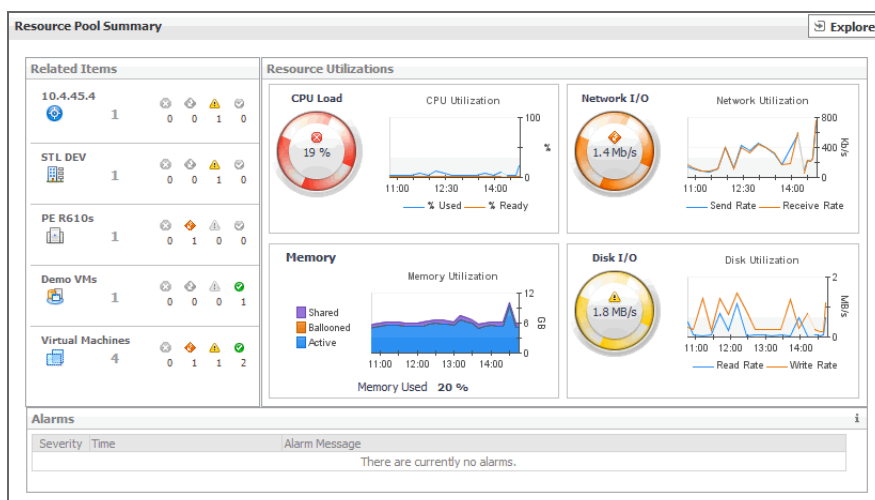 Resource Pool Summary
Explore
Related Items
10.4.45.4
1
0 0 1 0
STL DEV
1
0 0 1 0
PE R610s
1
0 1 0 0
Demo VMs
1
0 0 0 1
Virtual Machines
4
0 1 1 2
Resource Utilizations
CPU Load
19 %
CPU Utilization
100
%
0
11:00 12:30 14:00
% Used % Ready
Network I/O
1.4 Mb/s
Network Utilization
800
400
0
Kb/s
11:00 12:30 14:00
Send Rate Receive Rate
Memory
Memory Utilization
Shared
Ballooned
Active
12
6
0
GB
11:00 12:00 13:00 14:00
Memory Used 20 %
Disk I/O
1.8 MB/s
Disk Utilization
2
0
MB/s
11:00 12:00 13:00 14:00
Read Rate Write Rate
Alarms
i
Severity Time Alarm Message
There are currently no alarms.